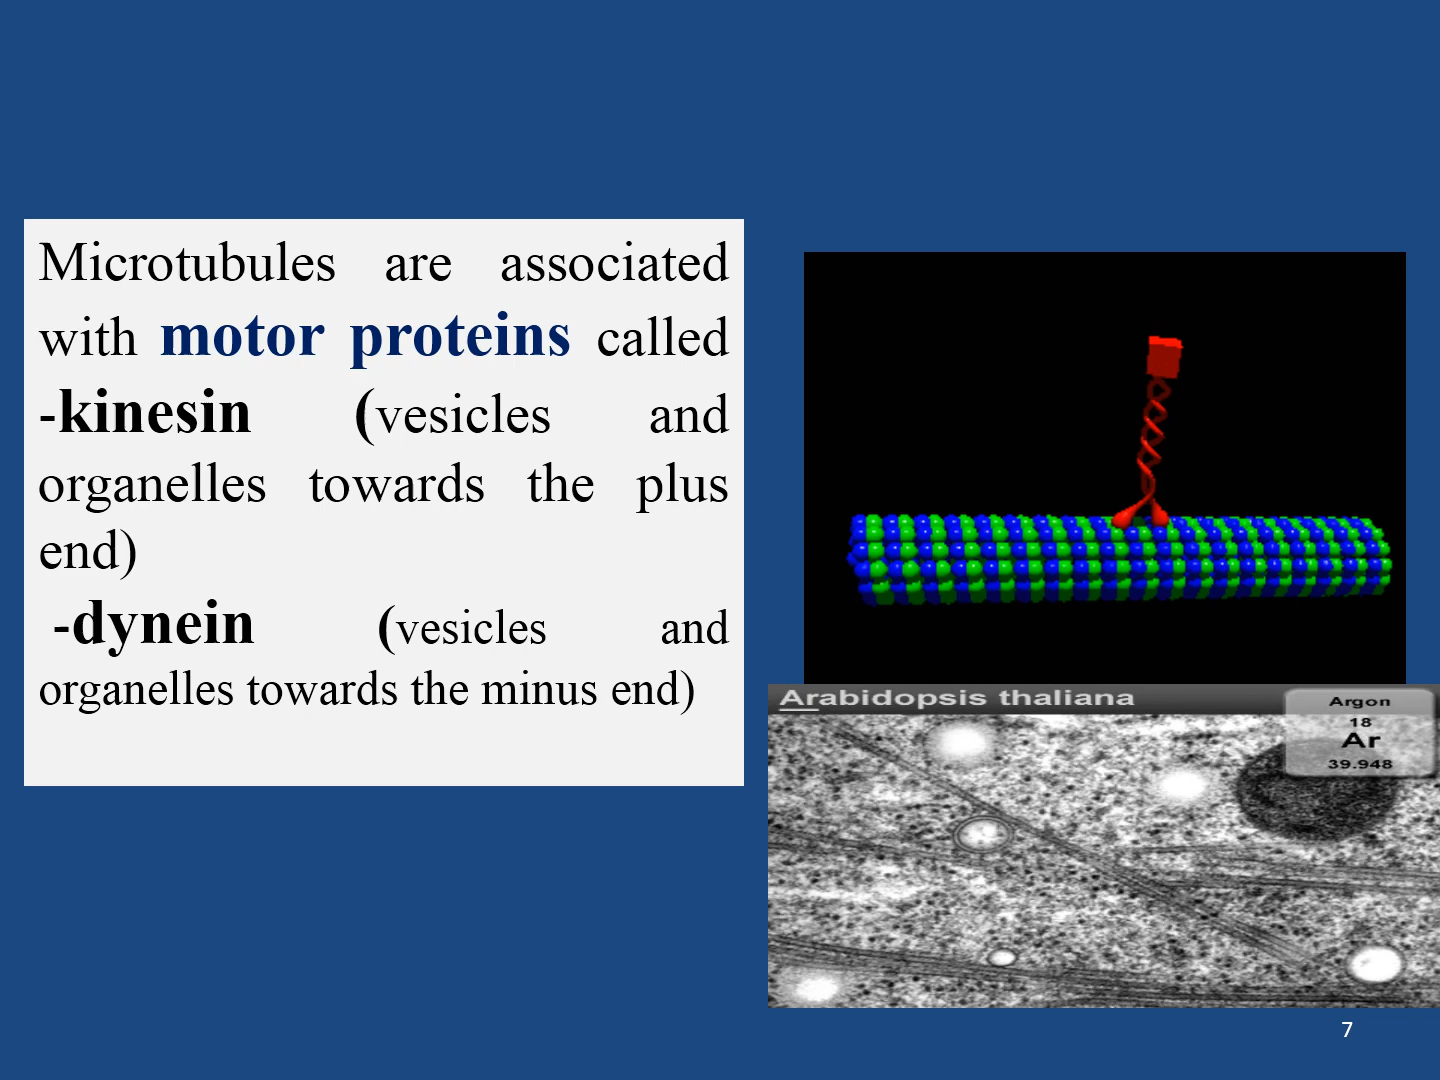 Microtubules are associated
with motor proteins called
-kinesin (vesicles and
organelles towards the plus
end)
-dynein (vesicles and
organelles towards the minus end)
Arabidopsis thaliana
Argon
18
Ar
39.948
7